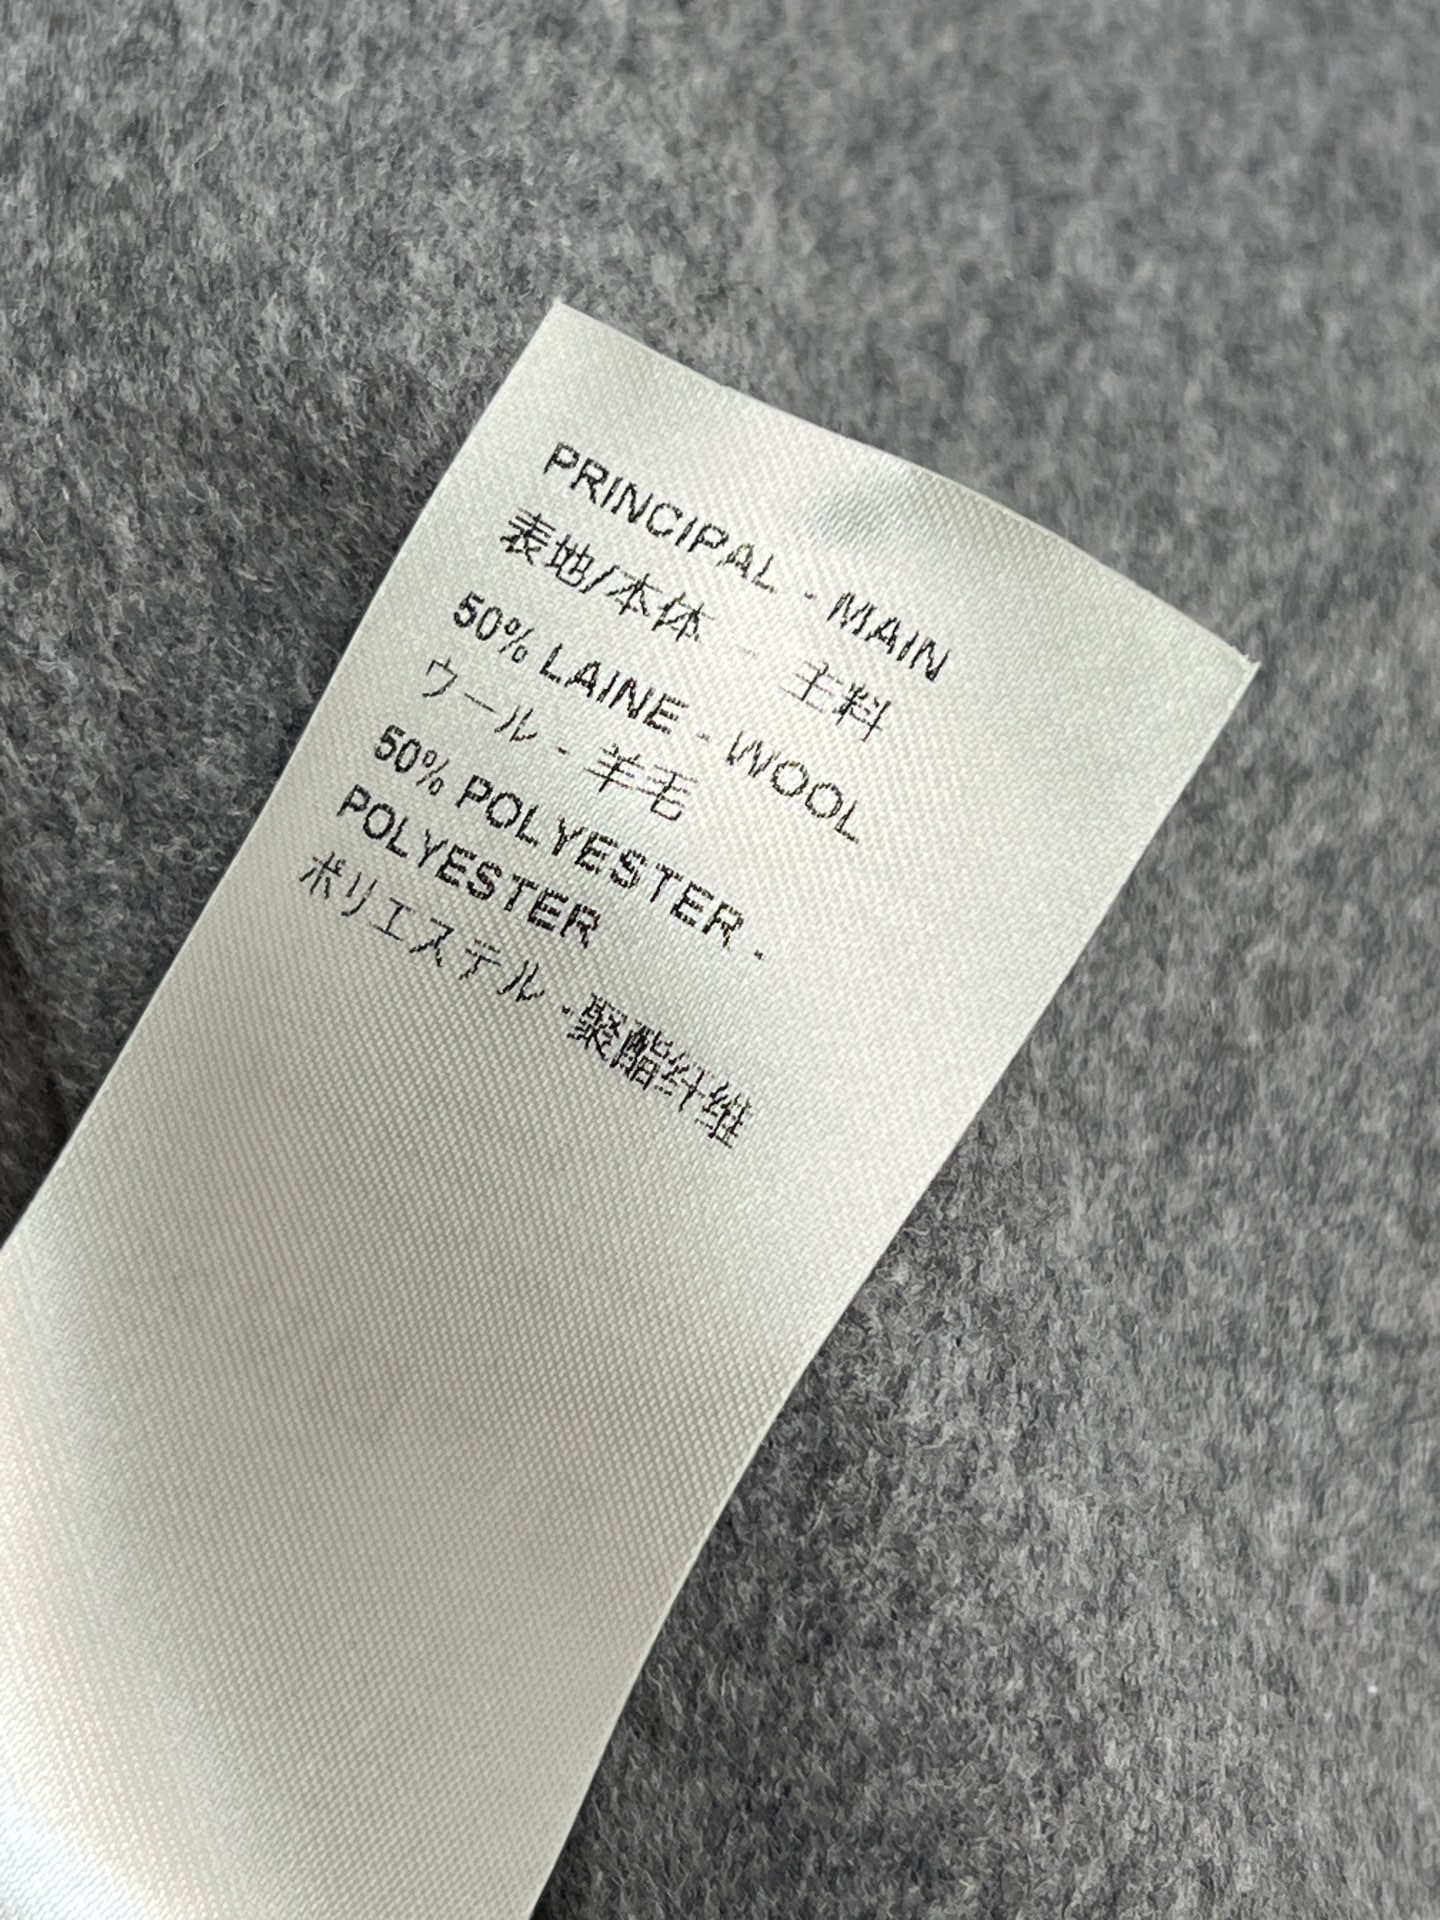 PRINCIPAL - MAIN
表地/本体 - 主料
50% LAINE - WOOL
ウール - 羊毛
50% POLYESTER -
POLYESTER
ポリエステル -聚酯纤维